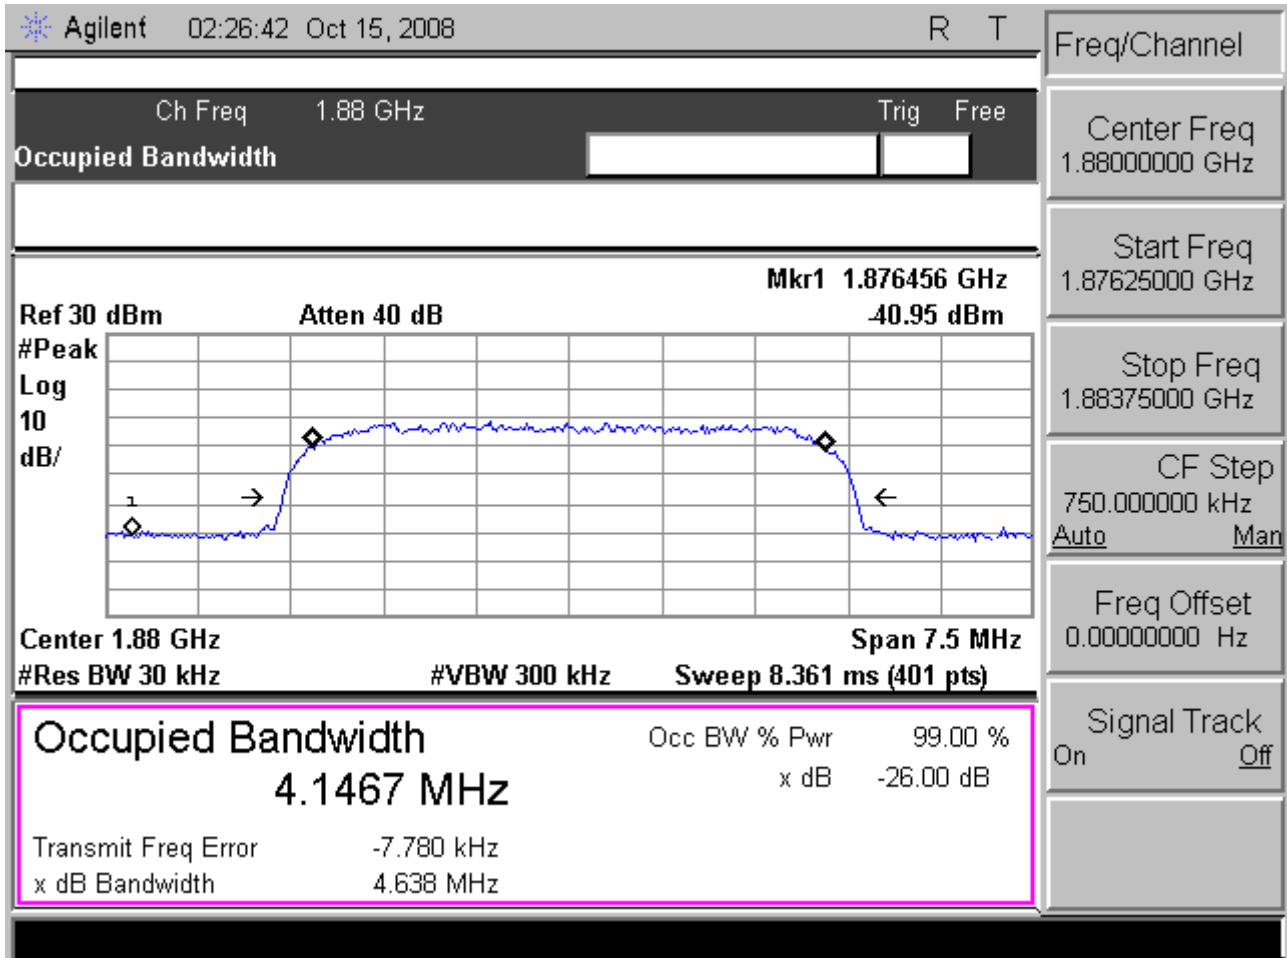 Agilent 02:26:42 Oct 15, 2008 R T
Freq/Channel
Ch Freq 1.88 GHz Trig Free
Occupied Bandwidth
Center Freq
1.88000000 GHz
Start Freq
1.87625000 GHz
Stop Freq
1.88375000 GHz
CF Step
750.000000 kHz
Auto Man
Freq Offset
0.00000000 Hz
Signal Track
On Off
Mkr1 1.876456 GHz
Ref 30 dBm Atten 40 dB -40.95 dBm
#Peak
Log
10
dB/
1
Center 1.88 GHz Span 7.5 MHz
#Res BW 30 kHz #VBW 300 kHz Sweep 8.361 ms (401 pts)
Occupied Bandwidth Occ BW % Pwr 99.00 %
4.1467 MHz x dB -26.00 dB
Transmit Freq Error -7.780 kHz
x dB Bandwidth 4.638 MHz